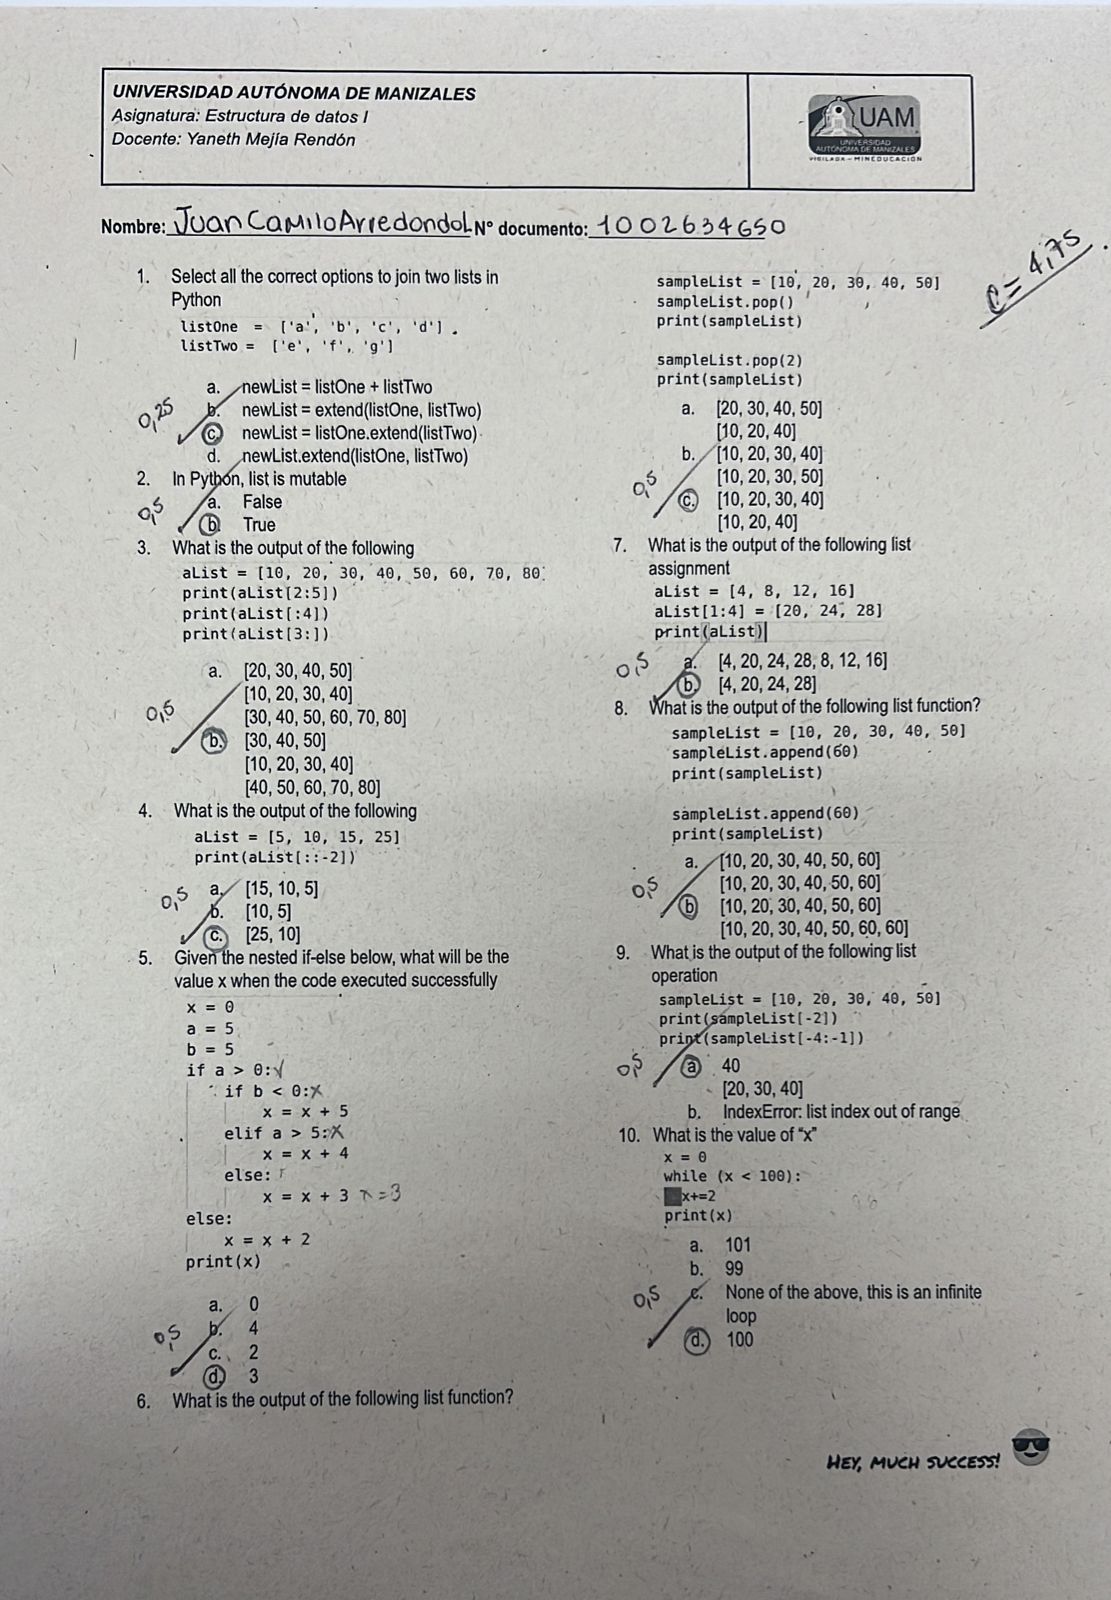 UNIVERSIDAD AUTÓNOMA DE MANIZALES
Asignatura: Estructura de datos I
Docente: Yaneth Mejía Rendón
UAM
UNIVERSIDAD
AUTÓNOMA DE MANIZALES
VIGILADA - MINEDUCACIÓN
Nombre: Juan Camilo Arredondo L N° documento: 1002634650
C = 4,75
1. Select all the correct options to join two lists in
Python
listOne = ['a', 'b', 'c', 'd']
listTwo = ['e', 'f', 'g']
a. newList = listOne + listTwo
0,25 b. newList = extend(listOne, listTwo)
c. newList = listOne.extend(listTwo)
d. newList.extend(listOne, listTwo)
2. In Python, list is mutable
0,5 a. False
b. True
3. What is the output of the following
aList = [10, 20, 30, 40, 50, 60, 70, 80
print(aList[2:5])
print(aList[:4])
print(aList[3:])
a. [20, 30, 40, 50]
[10, 20, 30, 40]
0,5 [30, 40, 50, 60, 70, 80]
b. [30, 40, 50]
[10, 20, 30, 40]
[40, 50, 60, 70, 80]
4. What is the output of the following
aList = [5, 10, 15, 25]
print(aList[::-2])
0,5 a. [15, 10, 5]
b. [10, 5]
c. [25, 10]
5. Given the nested if-else below, what will be the
value x when the code executed successfully
x = 0
a = 5
b = 5
if a > 0:
if b < 0:
x = x + 5
elif a > 5:
x = x + 4
else:
x = x + 3 x=3
else:
x = x + 2
print(x)
a. 0
0,5 b. 4
c. 2
d. 3
6. What is the output of the following list function?
sampleList = [10, 20, 30, 40, 50]
sampleList.pop()
print(sampleList)
sampleList.pop(2)
print(sampleList)
a. [20, 30, 40, 50]
[10, 20, 40]
b. [10, 20, 30, 40]
0,5 [10, 20, 30, 50]
c. [10, 20, 30, 40]
[10, 20, 40]
7. What is the output of the following list
assignment
aList = [4, 8, 12, 16]
aList[1:4] = [20, 24, 28]
print(aList)
0,5 a. [4, 20, 24, 28, 8, 12, 16]
b. [4, 20, 24, 28]
8. What is the output of the following list function?
sampleList = [10, 20, 30, 40, 50]
sampleList.append(60)
print(sampleList)
sampleList.append(60)
print(sampleList)
a. [10, 20, 30, 40, 50, 60]
0,5 [10, 20, 30, 40, 50, 60]
b [10, 20, 30, 40, 50, 60]
[10, 20, 30, 40, 50, 60, 60]
9. What is the output of the following list
operation
sampleList = [10, 20, 30, 40, 50]
print(sampleList[-2])
print(sampleList[-4:-1])
0,5 a 40
[20, 30, 40]
b. IndexError: list index out of range
10. What is the value of “x”
x = 0
while (x < 100):
x+=2
print(x)
a. 101
b. 99
0,5 c. None of the above, this is an infinite
loop
d. 100
HEY, MUCH SUCCESS!